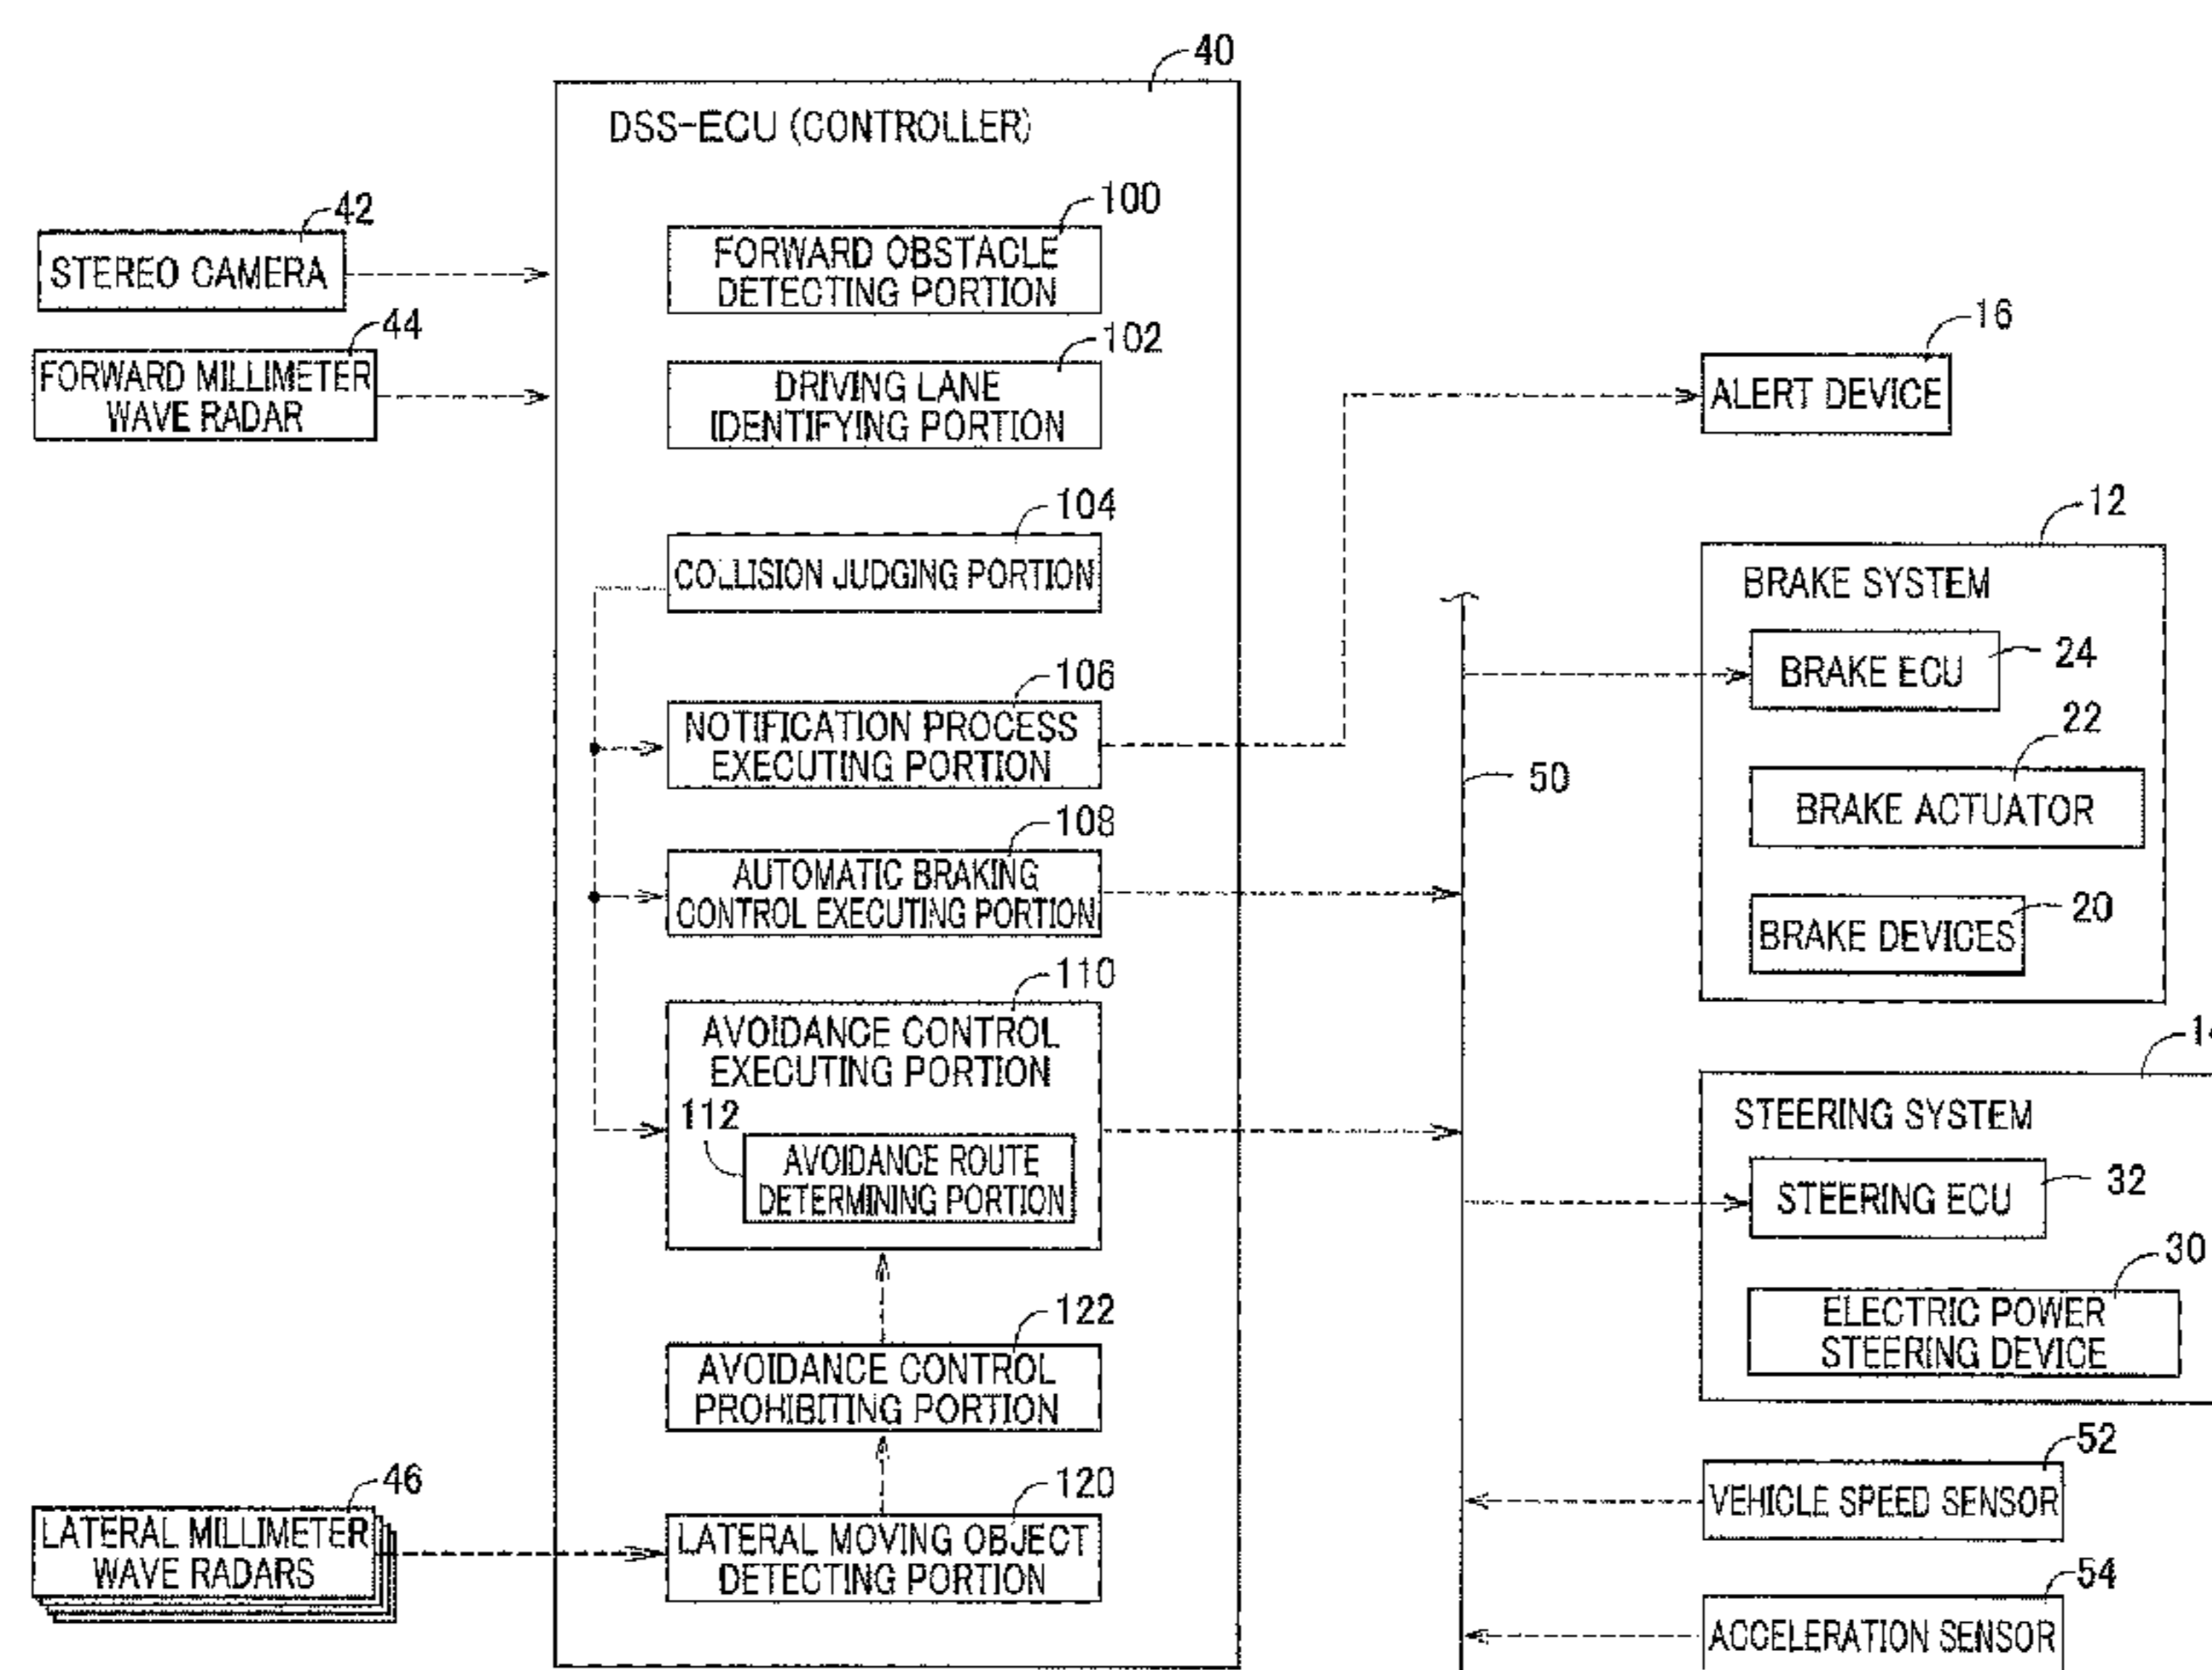 40
DSS-ECU (CONTROLLER)
42
STEREO CAMERA
44
FORWARD MILLIMETER
WAVE RADAR
100
FORWARD OBSTACLE
DETECTING PORTION
102
DRIVING LANE
IDENTIFYING PORTION
104
COLLISION JUDGING PORTION
106
NOTIFICATION PROCESS
EXECUTING PORTION
108
AUTOMATIC BRAKING
CONTROL EXECUTING PORTION
110
AVOIDANCE CONTROL
EXECUTING PORTION
112
AVOIDANCE ROUTE
DETERMINING PORTION
122
AVOIDANCE CONTROL
PROHIBITING PORTION
46
LATERAL MILLIMETER
WAVE RADARS
120
LATERAL MOVING OBJECT
DETECTING PORTION
16
ALERT DEVICE
50
12
BRAKE SYSTEM
BRAKE ECU
24
22
BRAKE ACTUATOR
20
BRAKE DEVICES
STEERING SYSTEM
STEERING ECU
32
30
ELECTRIC POWER
STEERING DEVICE
52
VEHICLE SPEED SENSOR
54
ACCELERATION SENSOR